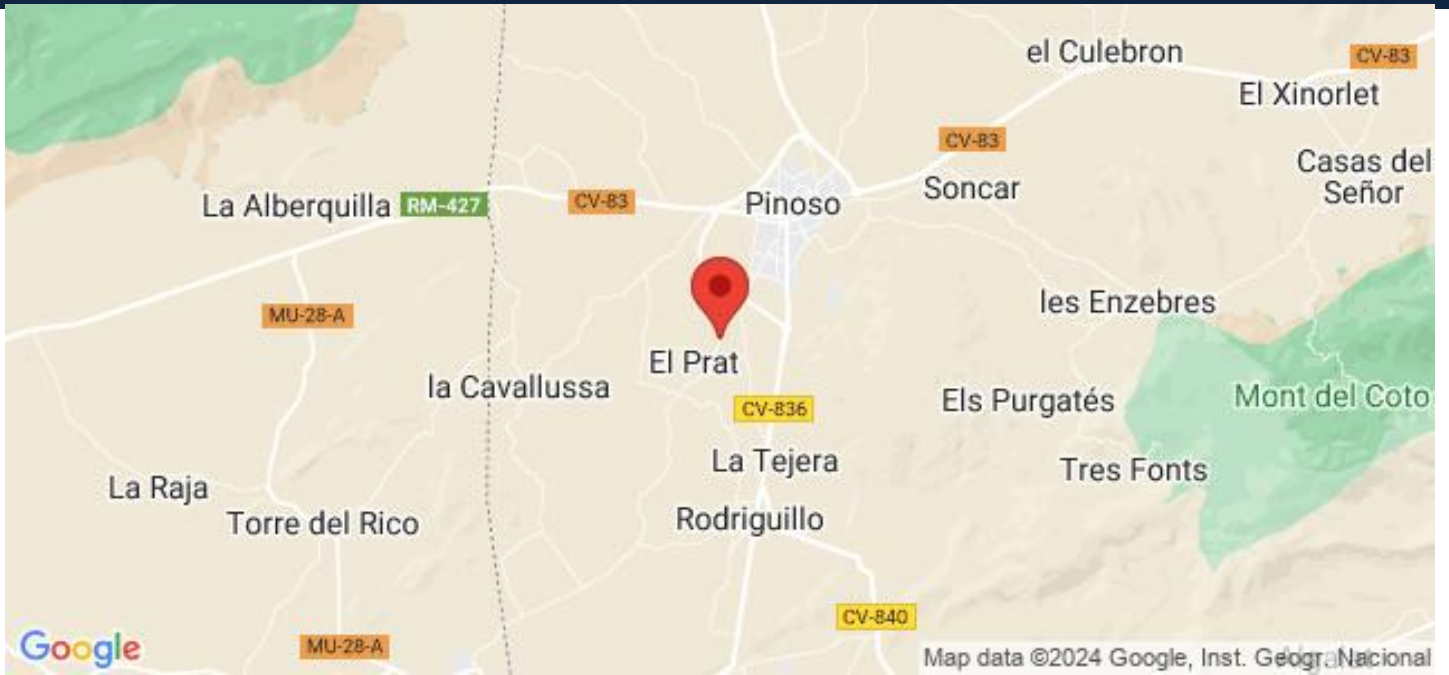 el Culebron
CV-83
El Xinorlet
CV-83
Casas del
Señor
Soncar
La Alberquilla
RM-427
CV-83
Pinoso
les Enzebres
MU-28-A
El Prat
la Cavallussa
Els Purgatés
Mont del Coto
CV-836
La Tejera
Tres Fonts
La Raja
Torre del Rico
Rodriguillo
CV-840
Google
MU-28-A
Map data ©2024 Google, Inst. Geogr. Nacional